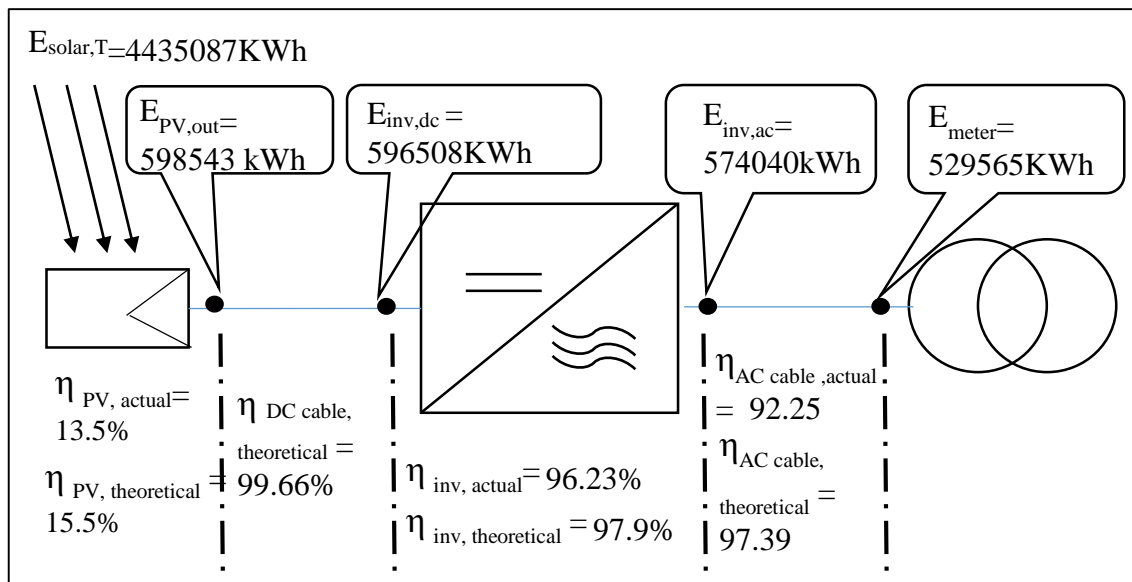 Esolar,T=4435087KWh
EPV,out=
598543 kWh
Einv,dc =
596508KWh
Einv,ac=
574040kWh
Emeter=
529565KWh
η PV, actual=
13.5%
η PV, theoretical =
15.5%
η DC cable,
theoretical =
99.66%
η inv, actual= 96.23%
η inv, theoretical = 97.9%
ηAC cable ,actual
= 92.25
ηAC cable,
theoretical =
97.39